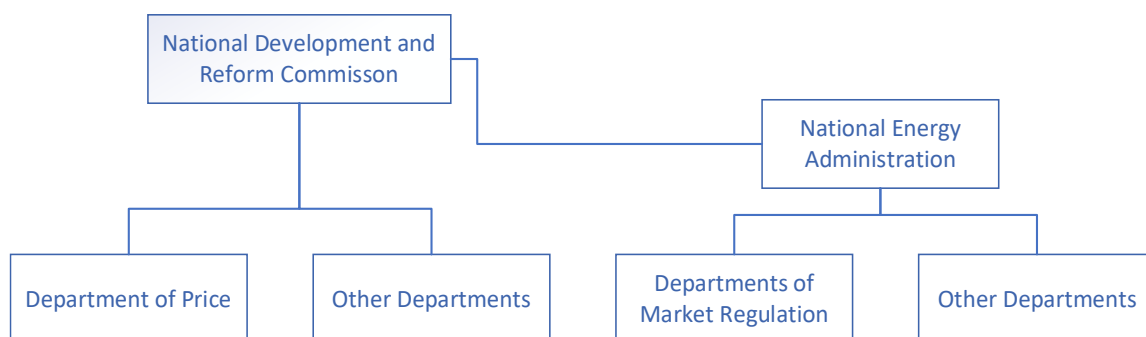 National Development and
Reform Commisson
National Energy
Administration
Department of Price
Other Departments
Departments of
Market Regulation
Other Departments